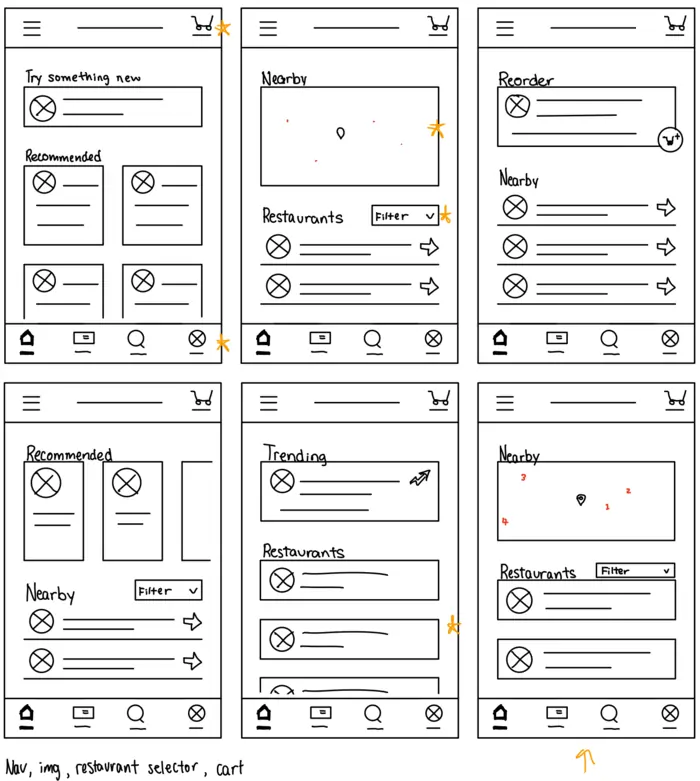 Try something new
Recommended
Nearby
Restaurants
Filter
Reorder
Nearby
Recommended
Nearby
Filter
Trending
Restaurants
Nearby
3
2
1
4
Restaurants
Filter
Nav, img, restaurant selector, cart